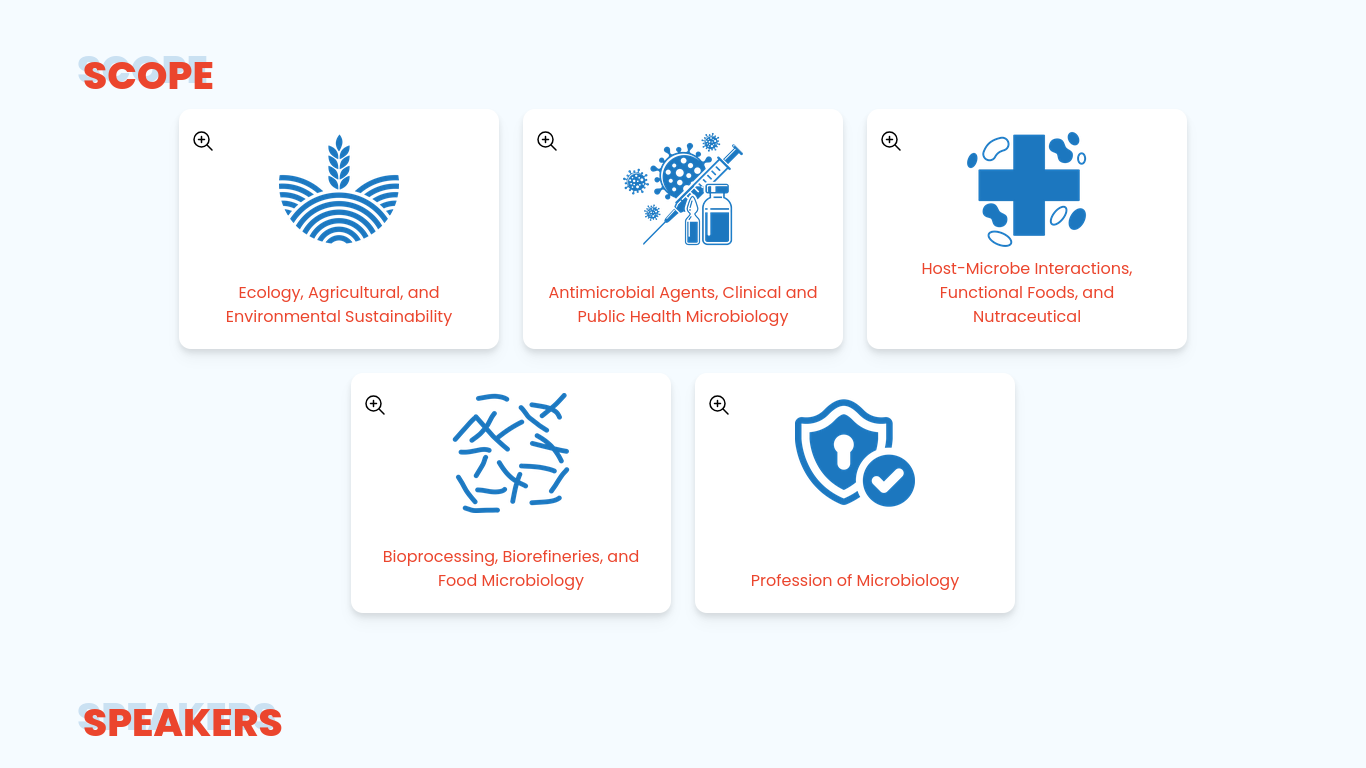 SCOPE
Ecology, Agricultural, and
Environmental Sustainability
Antimicrobial Agents, Clinical and
Public Health Microbiology
Host-Microbe Interactions,
Functional Foods, and
Nutraceutical
Bioprocessing, Biorefineries, and
Food Microbiology
Profession of Microbiology
SPEAKERS